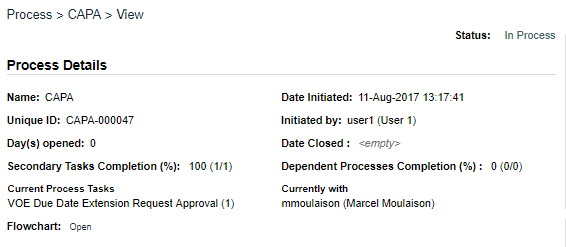 Process > CAPA > View
Status: In Process
Process Details
Name: CAPA Date Initiated: 11-Aug-2017 13:17:41
Unique ID: CAPA-000047 Initiated by: user1 (User 1)
Day(s) opened: 0 Date Closed : <empty>
Secondary Tasks Completion (%): 100 (1/1) Dependent Processes Completion (%) : 0 (0/0)
Current Process Tasks Currently with
VOE Due Date Extension Request Approval (1) mmoulaison (Marcel Moulaison)
Flowchart: Open